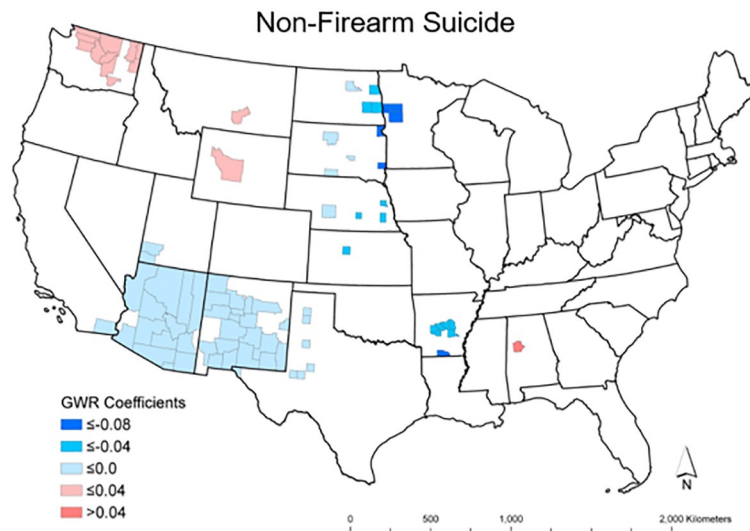 Non-Firearm Suicide
GWR Coefficients
≤-0.08
≤-0.04
≤0.0
≤0.04
>0.04
N
0 500 1,000 2,000 Kilometers